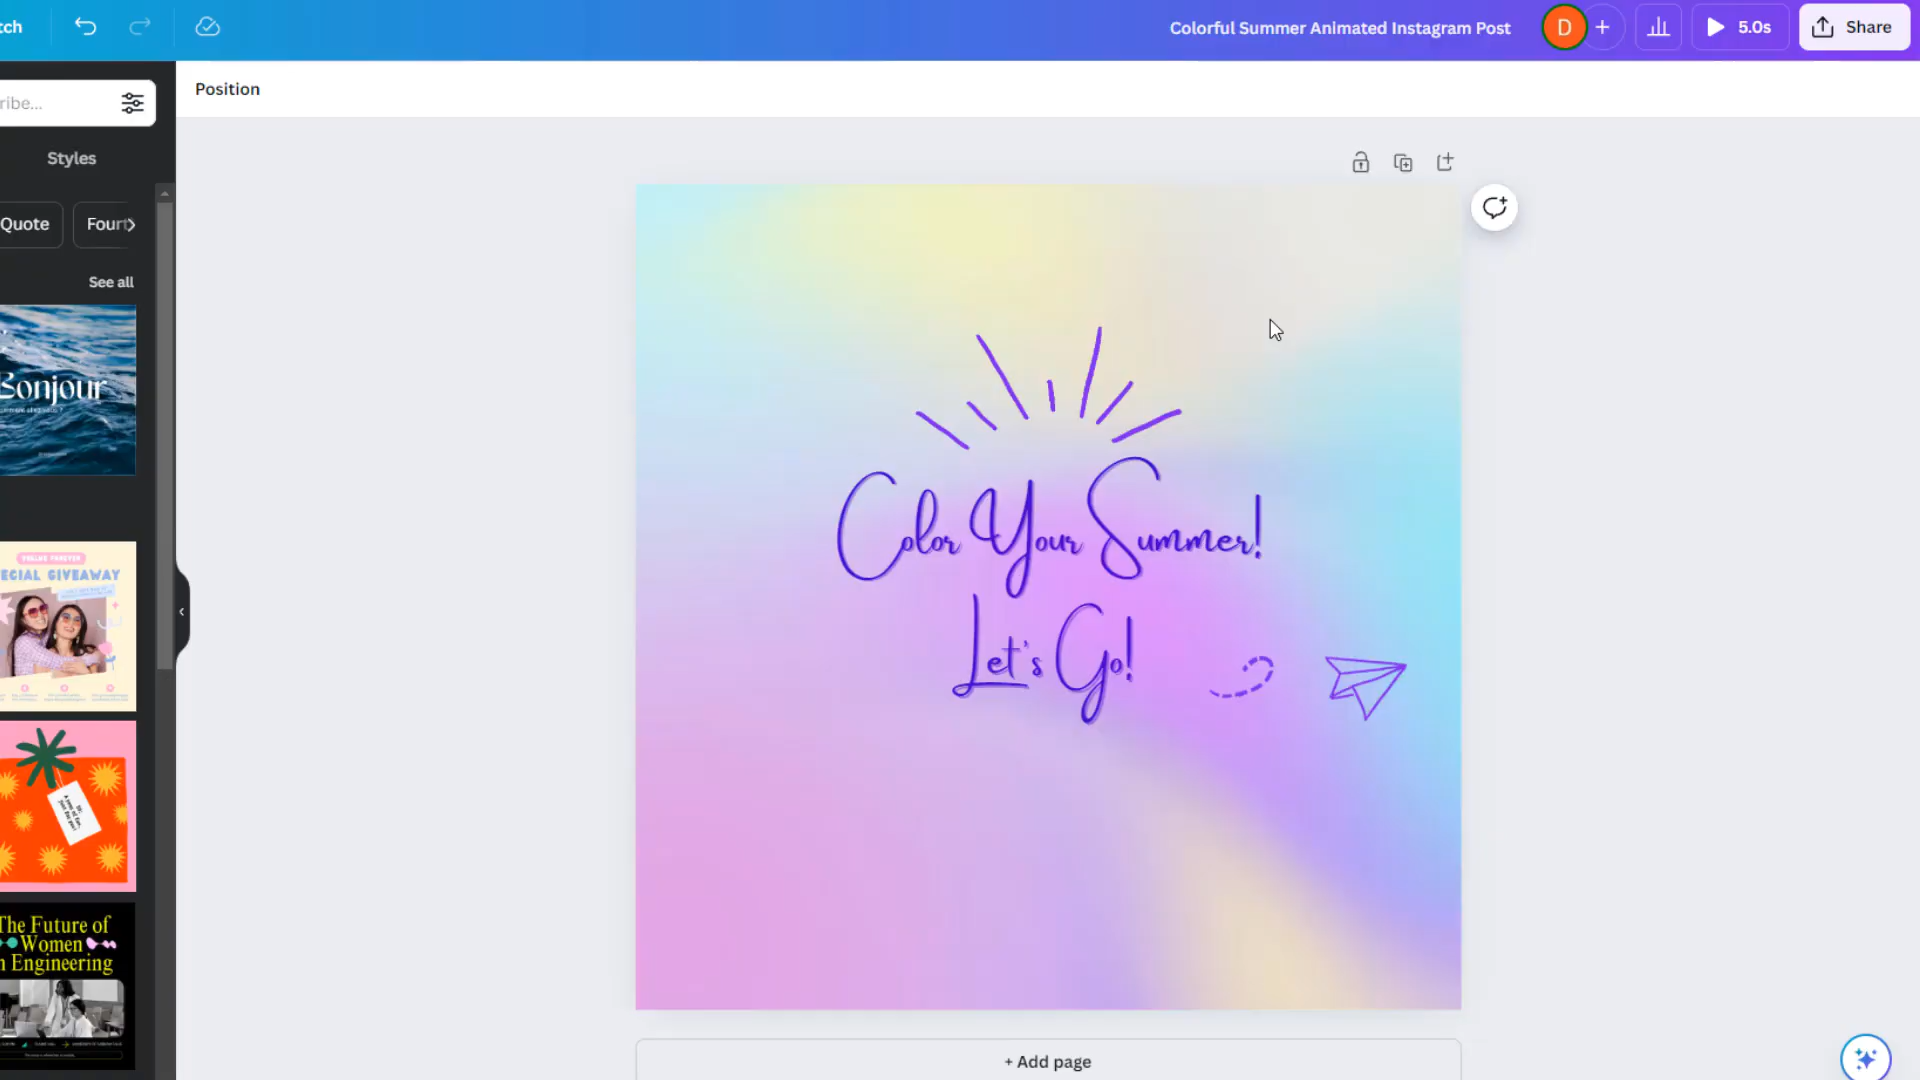 tch
Colorful Summer Animated Instagram Post
D
5.0s
Share
ribe...
Position
Styles
Quote
Fourt
See all
Bonjour
ECIAL GIVEAWAY
The Future of
Women
n Engineering
Color Your Summer!
Let's Go!
+ Add page